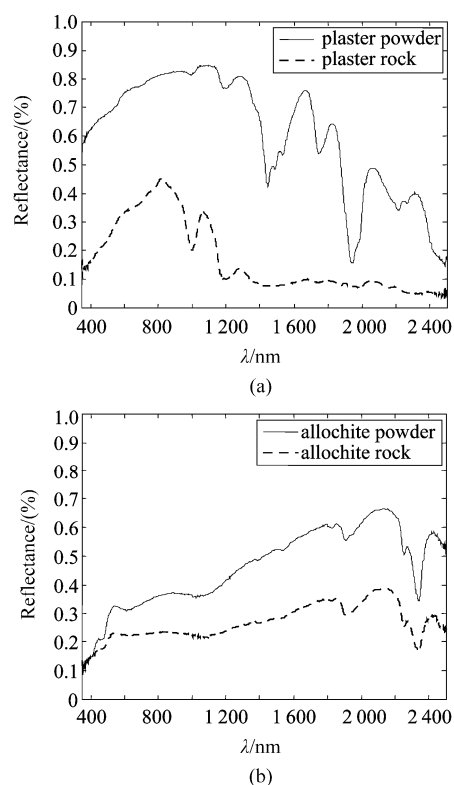 1.0
plaster powder
0.9
plaster rock
0.8
0.7
0.6
0.5
0.4
0.3
0.2
0.1
0
Reflectance/(%)
400 800 1 200 1 600 2 000 2 400
λ/nm
(a)
1.0
allochite powder
0.9
allochite rock
0.8
0.7
0.6
0.5
0.4
0.3
0.2
0.1
0
Reflectance/(%)
400 800 1 200 1 600 2 000 2 400
λ/nm
(b)